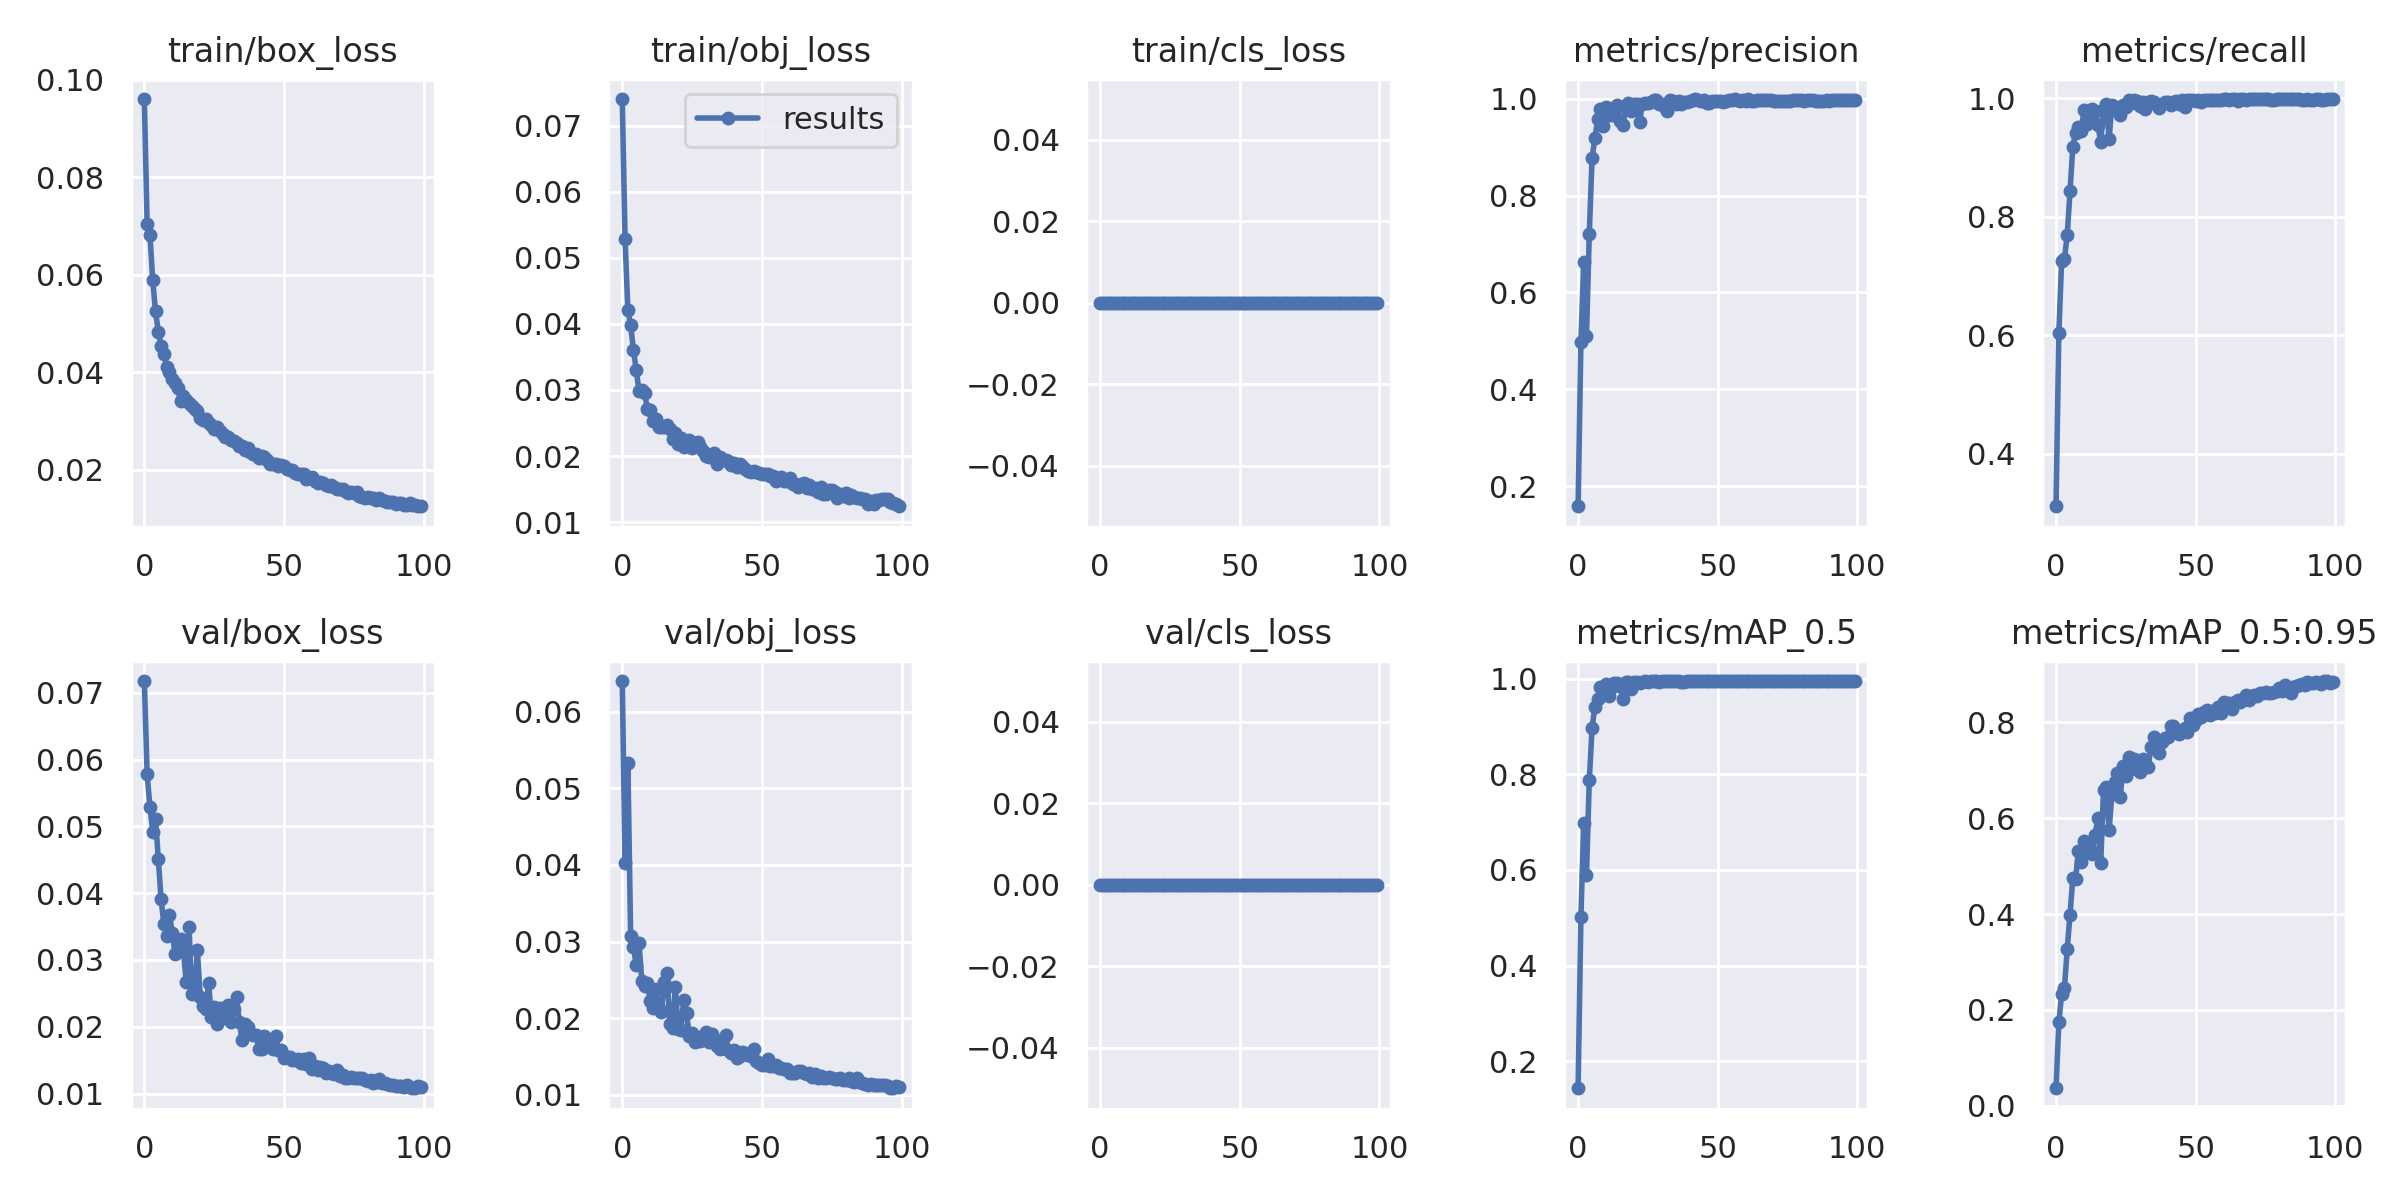 train/box_loss
0.10
0.08
0.06
0.04
0.02
0 50 100
train/obj_loss
results
0.07
0.06
0.05
0.04
0.03
0.02
0.01
0 50 100
train/cls_loss
0.04
0.02
0.00
−0.02
−0.04
0 50 100
metrics/precision
1.0
0.8
0.6
0.4
0.2
0 50 100
metrics/recall
1.0
0.8
0.6
0.4
0 50 100
val/box_loss
0.07
0.06
0.05
0.04
0.03
0.02
0.01
0 50 100
val/obj_loss
0.06
0.05
0.04
0.03
0.02
0.01
0 50 100
val/cls_loss
0.04
0.02
0.00
−0.02
−0.04
0 50 100
metrics/mAP_0.5
1.0
0.8
0.6
0.4
0.2
0 50 100
metrics/mAP_0.5:0.95
0.8
0.6
0.4
0.2
0.0
0 50 100